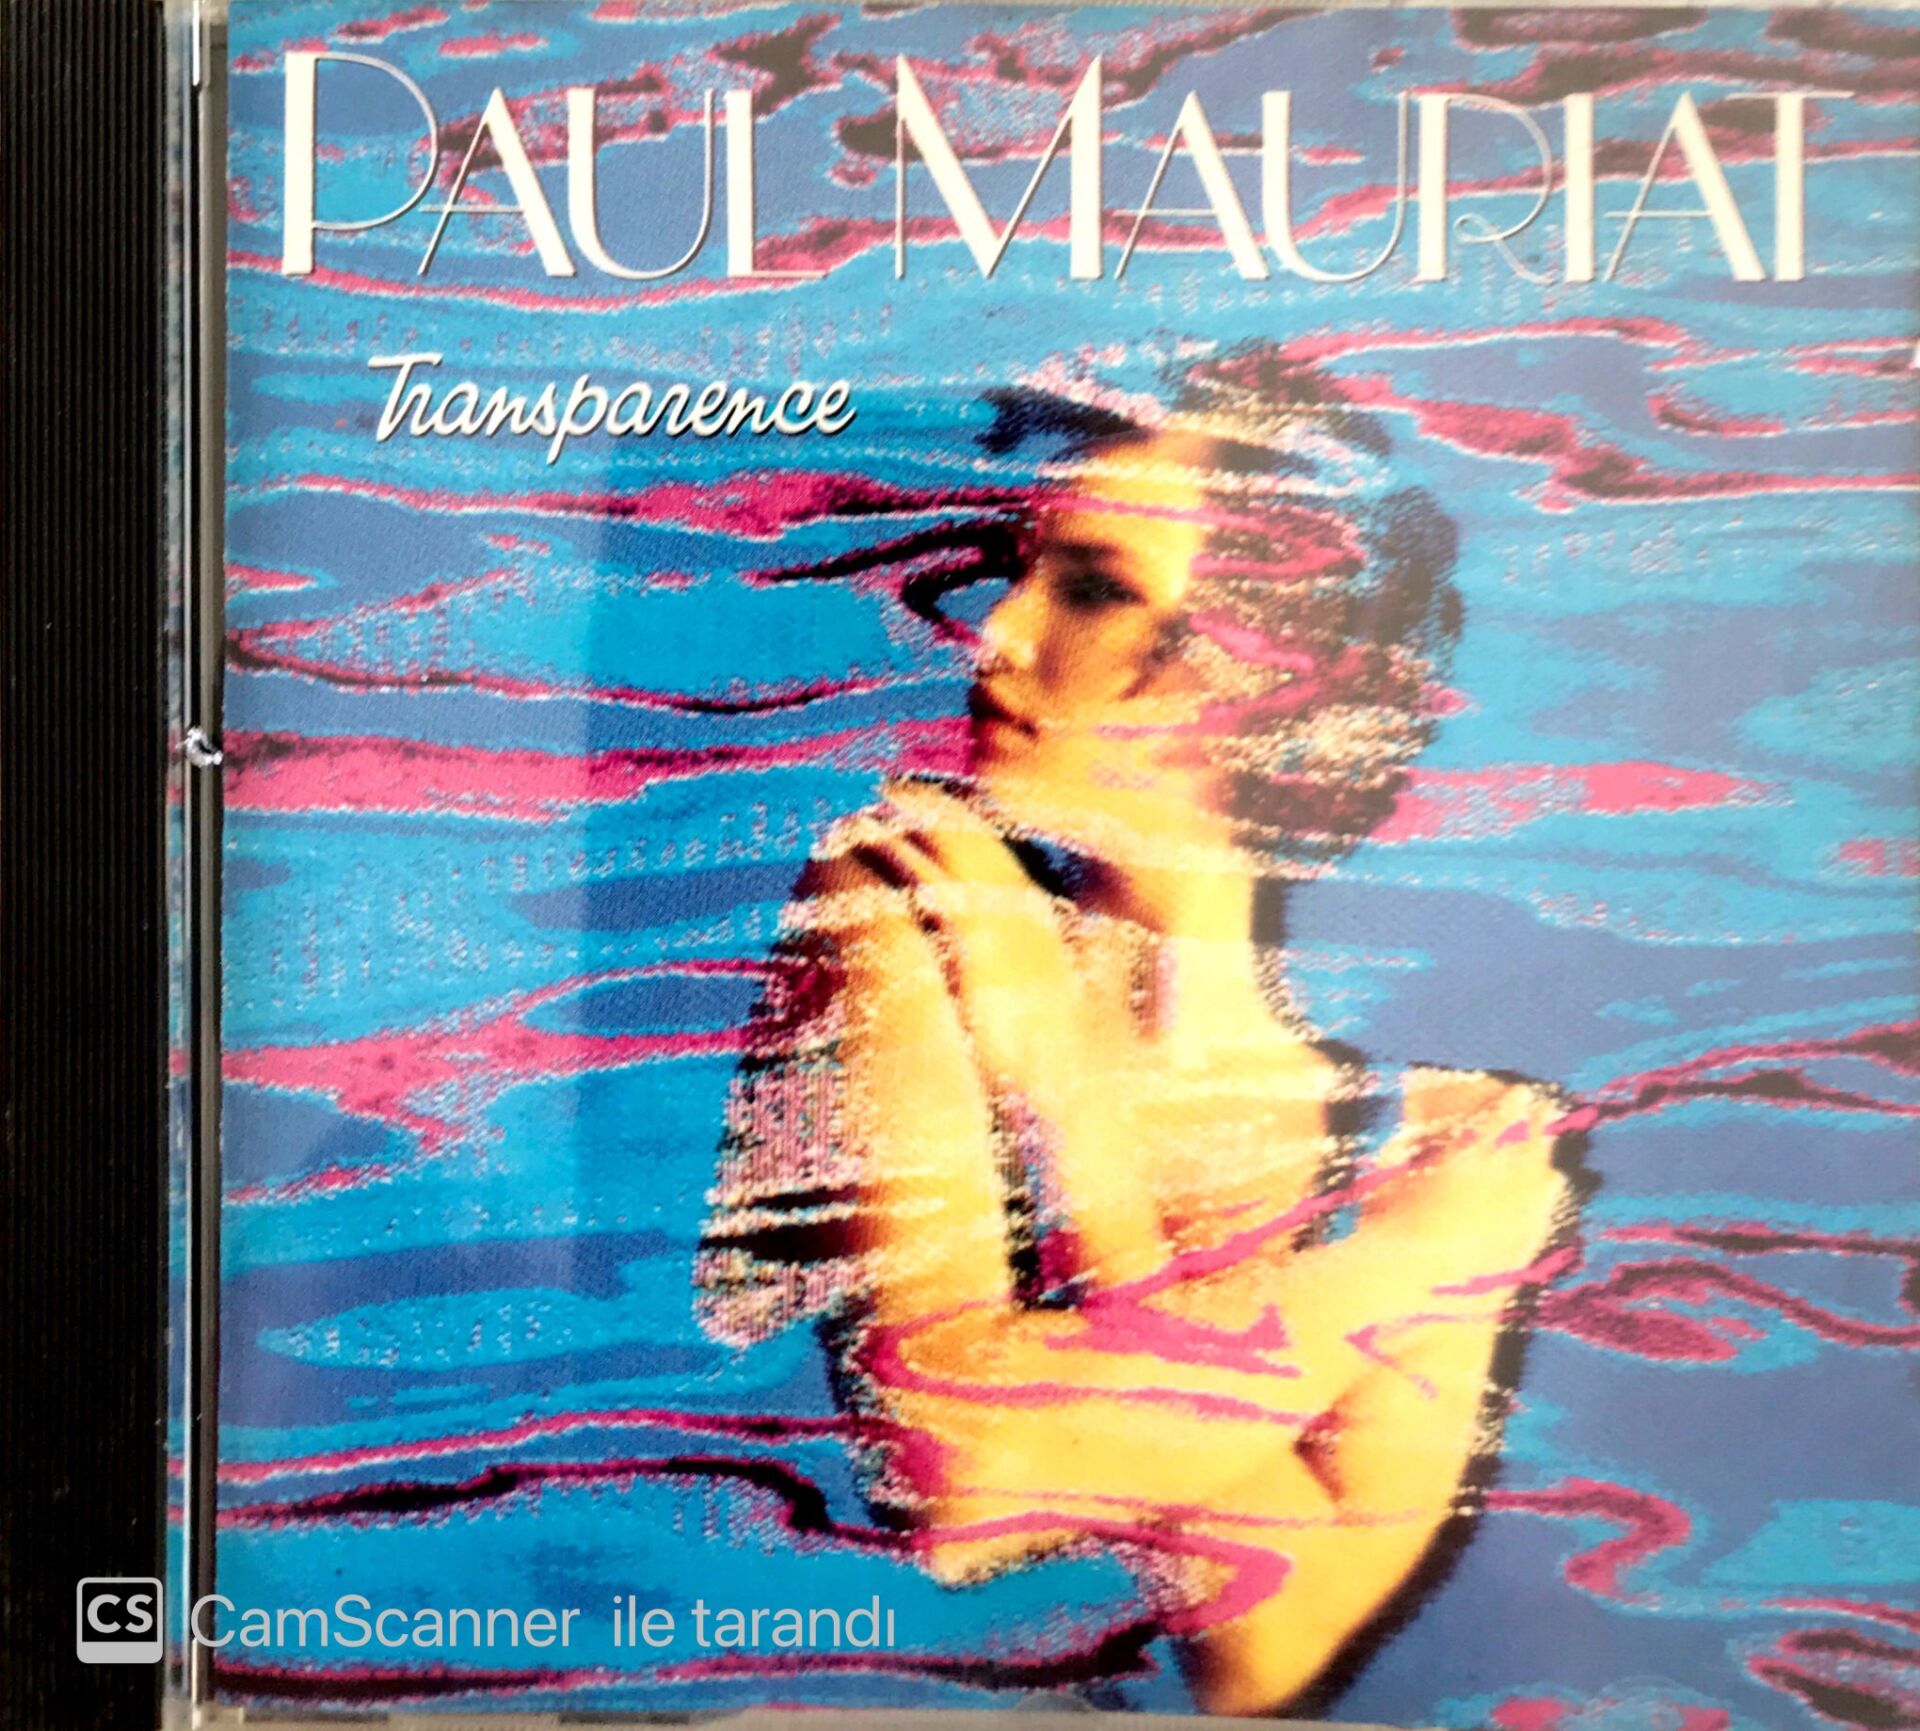 PAUL MAURIAT
Transparence
CS CamScanner ile tarandı